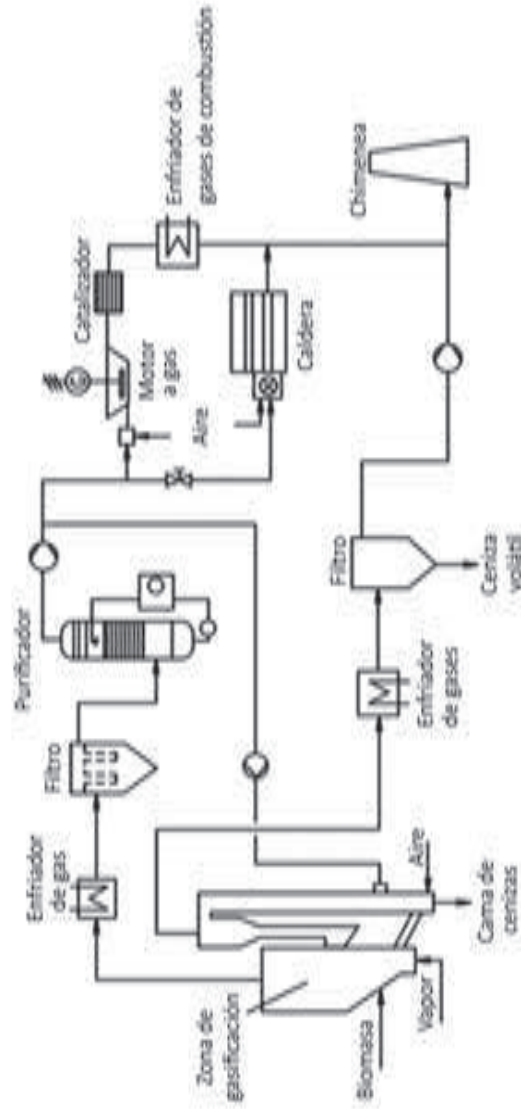 Purificador
Filtro
Enfriador
de gas
Zona de
gasificación
Biomasa
Vapor
Cama de
cenizas
Aire
Enfriador
de gases
Filtro
Ceniza
volátil
Chimenea
Caldera
Aire
Motor
a gas
G
Catalizador
Enfriador de
gases de combustión